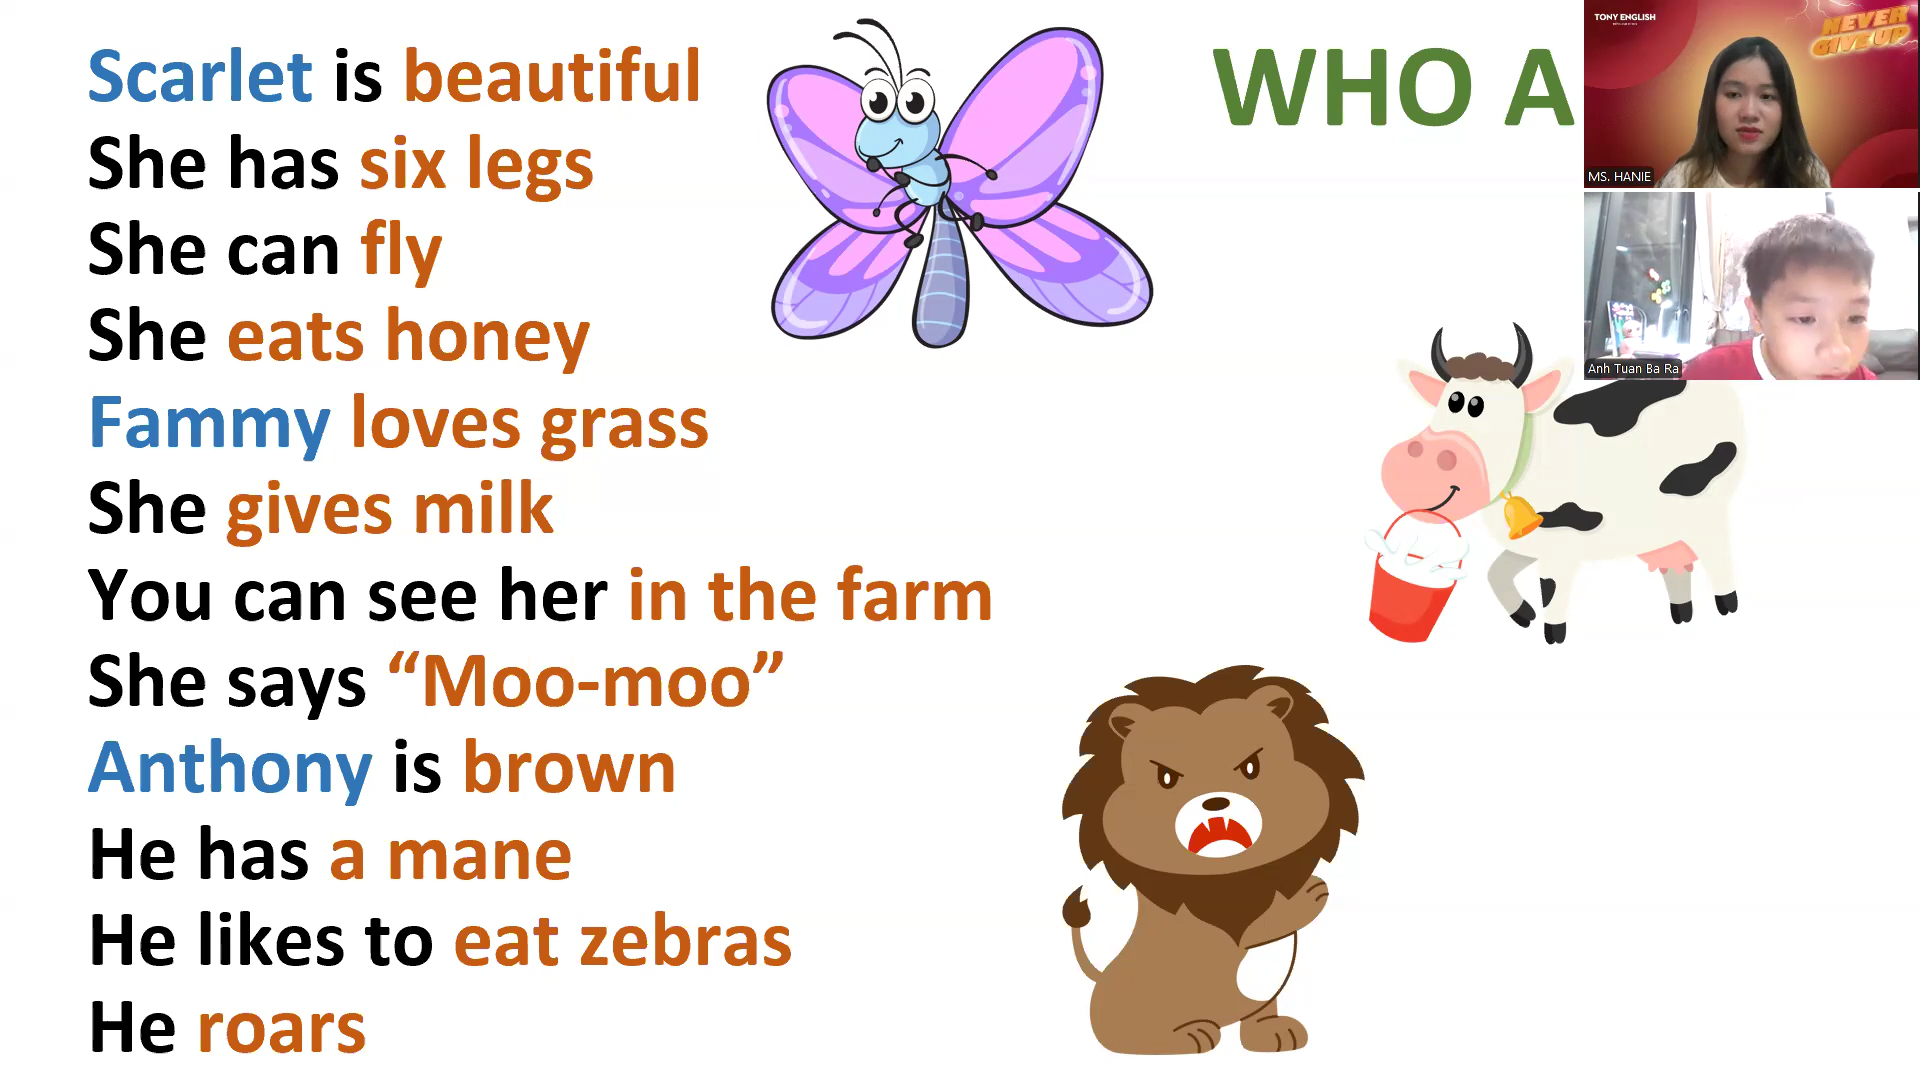 Scarlet is beautiful
She has six legs
She can fly
She eats honey
Fammy loves grass
She gives milk
You can see her in the farm
She says “Moo-moo”
Anthony is brown
He has a mane
He likes to eat zebras
He roars
WHO A
TONY ENGLISH
NEVER
GIVE UP
MS. HANIE
Anh Tuan Ba Ra